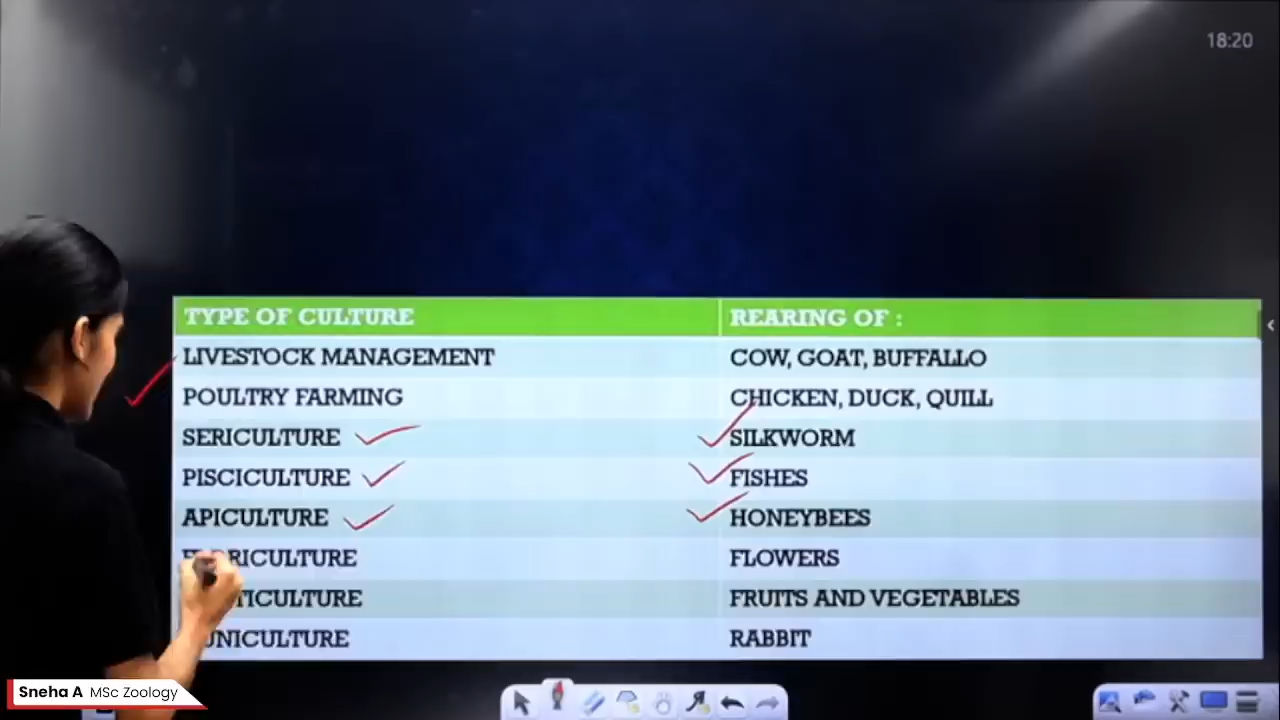 18:20
TYPE OF CULTURE REARING OF :
LIVESTOCK MANAGEMENT COW, GOAT, BUFFALLO
POULTRY FARMING CHICKEN, DUCK, QUILL
SERICULTURE SILKWORM
PISCICULTURE FISHES
APICULTURE HONEYBEES
FLOWERS
FRUITS AND VEGETABLES
RABBIT
Sneha A MSc Zoology